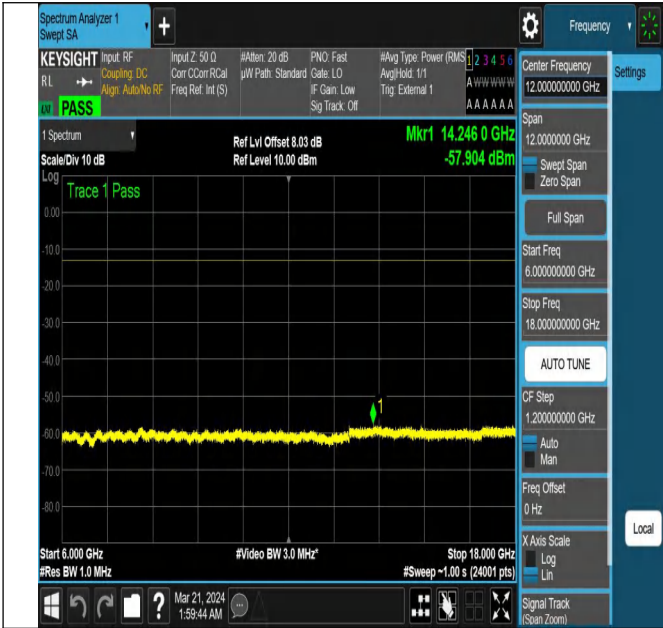 Spectrum Analyzer 1
Swept SA
Frequency
KEYSIGHT
RL
PASS
Input: RF
Coupling: DC
Align: Auto/No RF
Input Z: 50 Ω
Corr CCorr RCal
Freq Ref: Int (S)
#Atten: 20 dB
µW Path: Standard
PNO: Fast
Gate: LO
IF Gain: Low
Sig Track: Off
#Avg Type: Power (RMS
Avg|Hold: 1/1
Trig: External 1
1 2 3 4 5 6
A W W W W W
A A A A A A
1 Spectrum
Scale/Div 10 dB
Ref Lvl Offset 8.03 dB
Ref Level 10.00 dBm
Mkr1 14.246 0 GHz
-57.904 dBm
Log
Trace 1 Pass
0.00
-10.0
-20.0
-30.0
-40.0
-50.0
-60.0
-70.0
-80.0
1
Start 6.000 GHz
#Res BW 1.0 MHz
#Video BW 3.0 MHz*
Stop 18.000 GHz
#Sweep ~1.00 s (24001 pts)
Mar 21, 2024
1:59:44 AM
Center Frequency
12.000000000 GHz
Settings
Span
12.0000000 GHz
Swept Span
Zero Span
Full Span
Start Freq
6.000000000 GHz
Stop Freq
18.000000000 GHz
AUTO TUNE
CF Step
1.200000000 GHz
Auto
Man
Freq Offset
0 Hz
X Axis Scale
Log
Lin
Local
Signal Track
(Span Zoom)